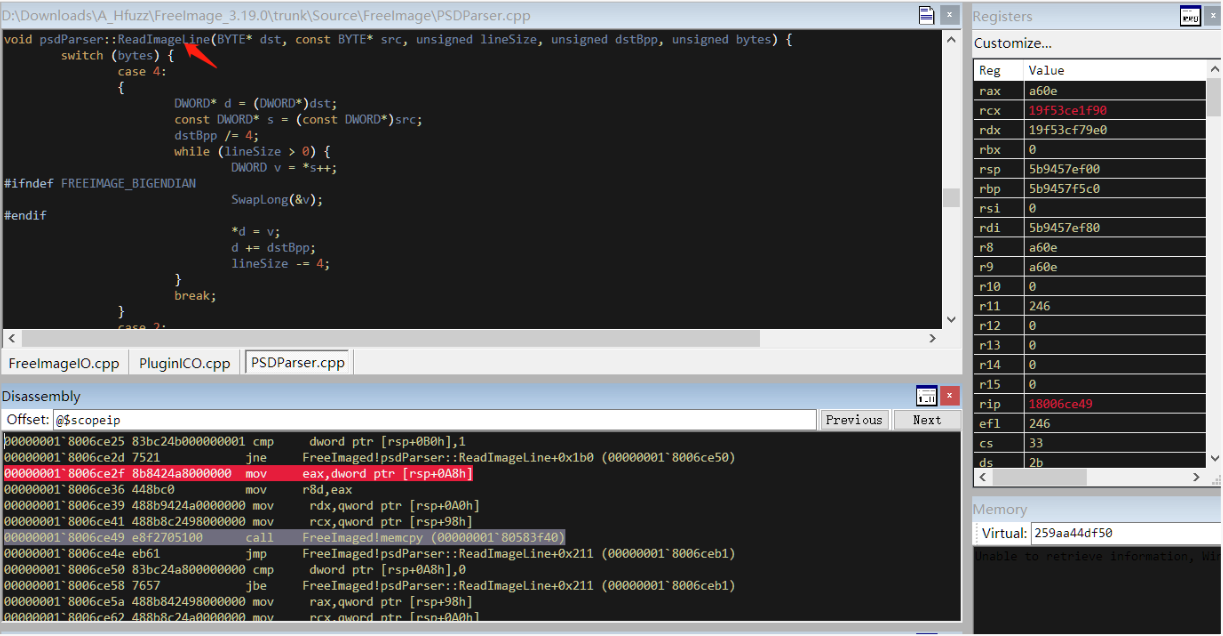 D:\Downloads\A_Hfuzz\FreeImage_3.19.0\trunk\Source\FreeImage\PSDParser.cpp
void psdParser::ReadImageLine(BYTE* dst, const BYTE* src, unsigned lineSize, unsigned dstBpp, unsigned bytes) {
switch (bytes) {
case 4:
{
DWORD* d = (DWORD*)dst;
const DWORD* s = (const DWORD*)src;
dstBpp /= 4;
while (lineSize > 0) {
DWORD v = *s++;
#ifndef FREEIMAGE_BIGENDIAN
SwapLong(&v);
#endif
*d = v;
d += dstBpp;
lineSize -= 4;
}
break;
}
case 2:
FreeImageIO.cpp PluginICO.cpp PSDParser.cpp
Disassembly
Offset: @$scopeip Previous Next
00000001`8006ce25 83bc24b000000001 cmp dword ptr [rsp+0B0h],1
00000001`8006ce2d 7521 jne FreeImaged!psdParser::ReadImageLine+0x1b0 (00000001`8006ce50)
00000001`8006ce2f 8b8424a8000000 mov eax,dword ptr [rsp+0A8h]
00000001`8006ce36 448bc0 mov r8d,eax
00000001`8006ce39 488b9424a0000000 mov rdx,qword ptr [rsp+0A0h]
00000001`8006ce41 488b8c2498000000 mov rcx,qword ptr [rsp+98h]
00000001`8006ce49 e8f2705100 call FreeImaged!memcpy (00000001`80583f40)
00000001`8006ce4e eb61 jmp FreeImaged!psdParser::ReadImageLine+0x211 (00000001`8006ceb1)
00000001`8006ce50 83bc24a800000000 cmp dword ptr [rsp+0A8h],0
00000001`8006ce58 7657 jbe FreeImaged!psdParser::ReadImageLine+0x211 (00000001`8006ceb1)
00000001`8006ce5a 488b842498000000 mov rax,qword ptr [rsp+98h]
00000001`8006ce62 488b8c24a0000000 mov rcx,qword ptr [rsp+0A0h]
Registers
Customize...
Reg Value
rax a60e
rcx 19f53ce1f90
rdx 19f53cf79e0
rbx 0
rsp 5b9457ef00
rbp 5b9457f5c0
rsi 0
rdi 5b9457ef80
r8 a60e
r9 a60e
r10 0
r11 246
r12 0
r13 0
r14 0
r15 0
rip 18006ce49
efl 246
cs 33
ds 2b
Memory
Virtual: 259aa44df50
Unable to retrieve information, Wi